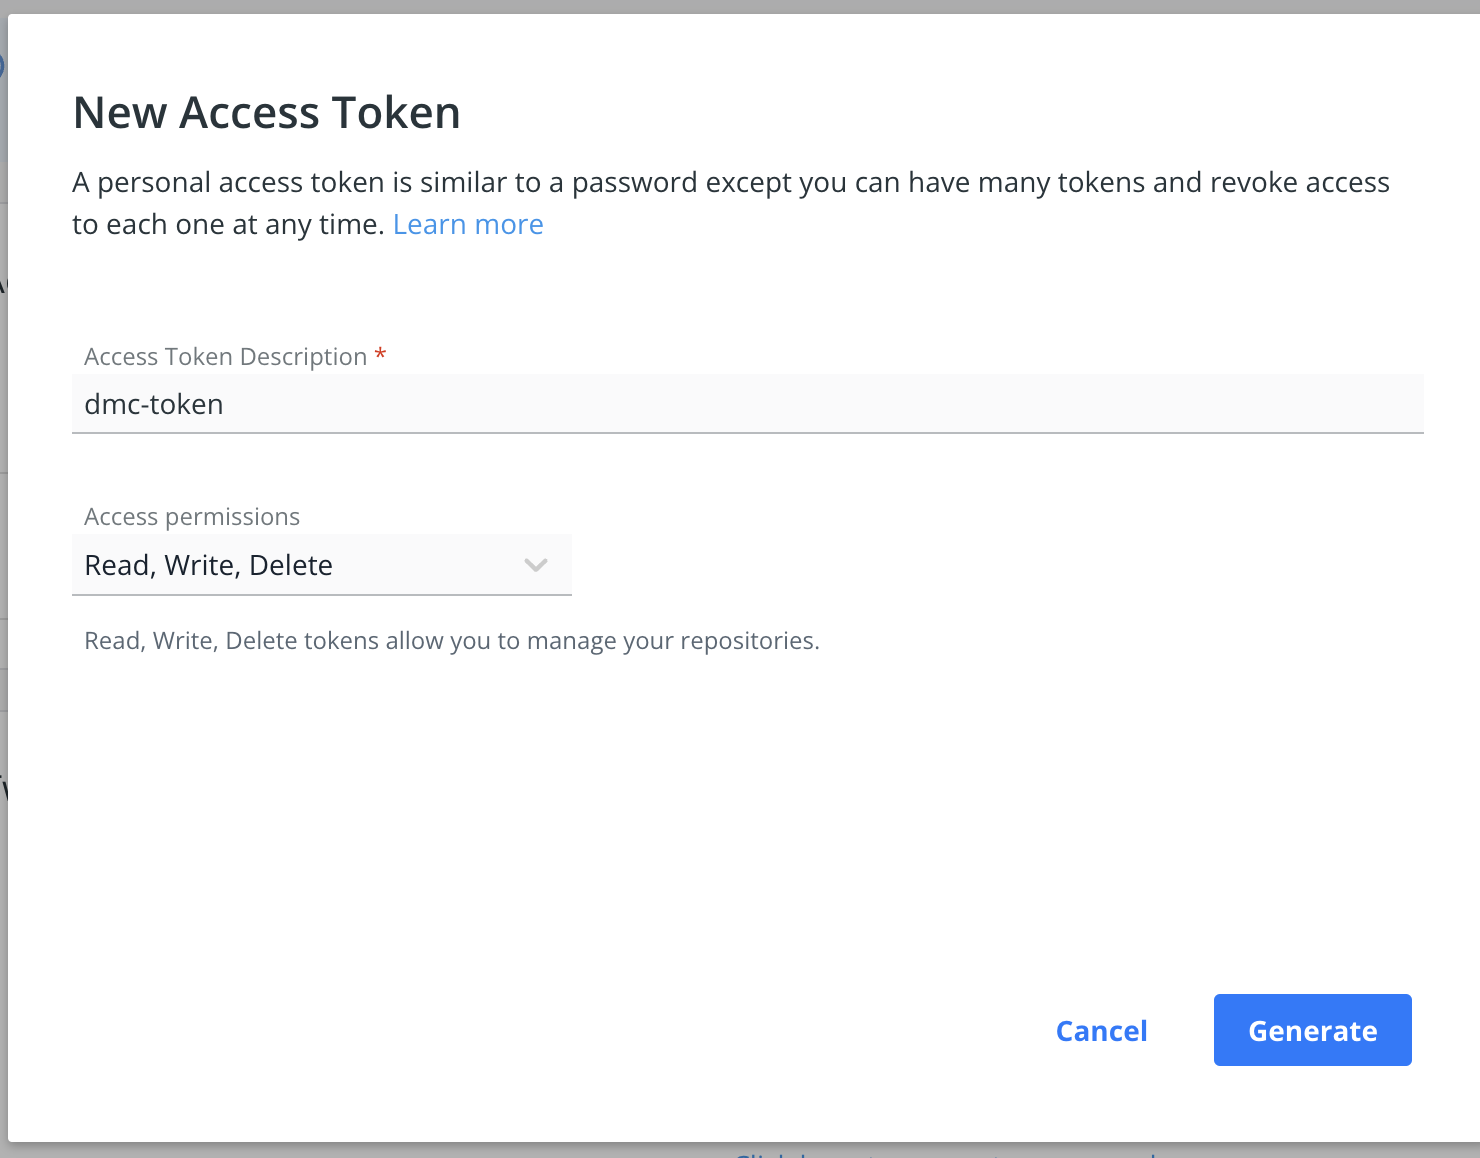 New Access Token
A personal access token is similar to a password except you can have many tokens and revoke access
to each one at any time. Learn more
Access Token Description *
dmc-token
Access permissions
Read, Write, Delete
Read, Write, Delete tokens allow you to manage your repositories.
Cancel
Generate